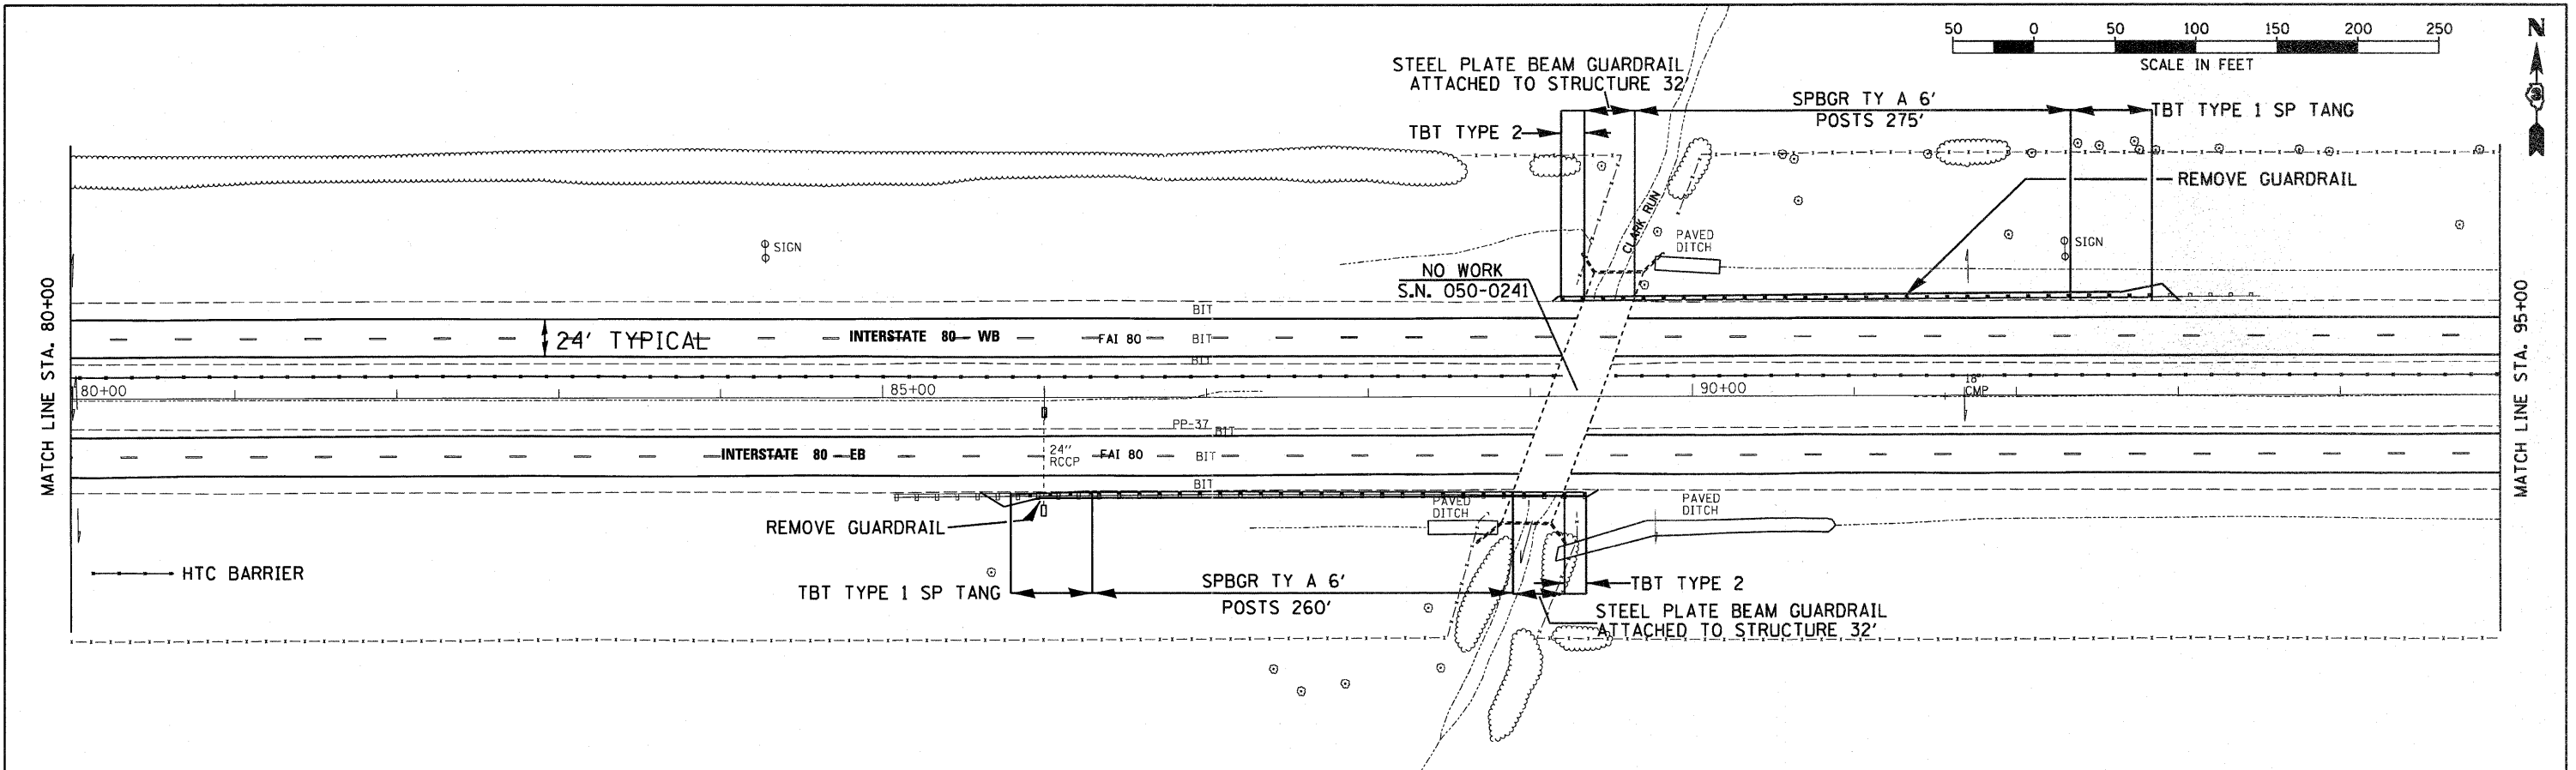 50 0 50 100 150 200 250
SCALE IN FEET
N
STEEL PLATE BEAM GUARDRAIL
ATTACHED TO STRUCTURE 32'
SPBGR TY A 6'
POSTS 275'
TBT TYPE 1 SP TANG
TBT TYPE 2
REMOVE GUARDRAIL
CLARK RUN
PAVED
DITCH
SIGN
SIGN
NO WORK
S.N. 050-0241
MATCH LINE STA. 80+00
MATCH LINE STA. 95+00
BIT
24' TYPICAL
INTERSTATE 80 WB
FAI 80
BIT
BIT
80+00
85+00
90+00
18"
CMP
PP-37
BIT
INTERSTATE 80 EB
24"
RCCP
FAI 80
BIT
BIT
PAVED
DITCH
PAVED
DITCH
REMOVE GUARDRAIL
HTC BARRIER
TBT TYPE 1 SP TANG
SPBGR TY A 6'
POSTS 260'
TBT TYPE 2
STEEL PLATE BEAM GUARDRAIL
ATTACHED TO STRUCTURE 32'